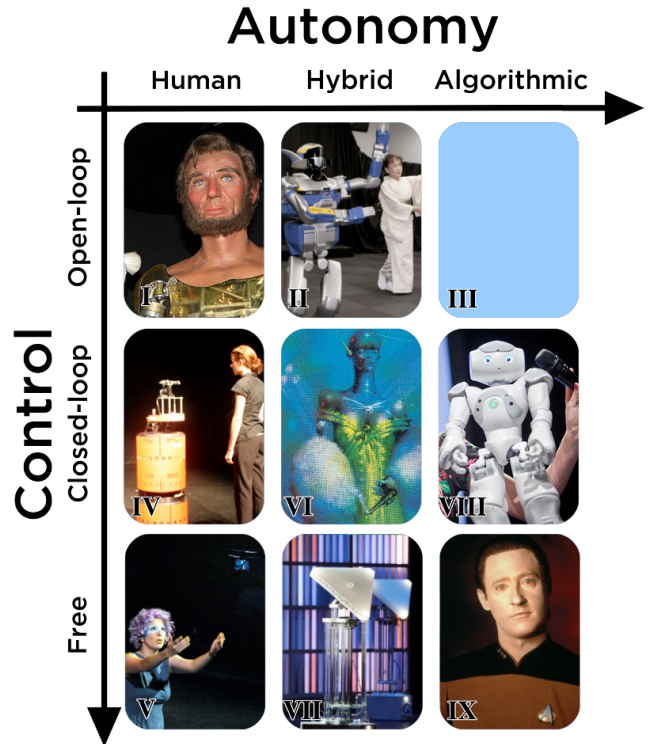 Autonomy
Human Hybrid Algorithmic
Control
Open-loop
I II III
Closed-loop
IV VI VIII
Free
V VII IX